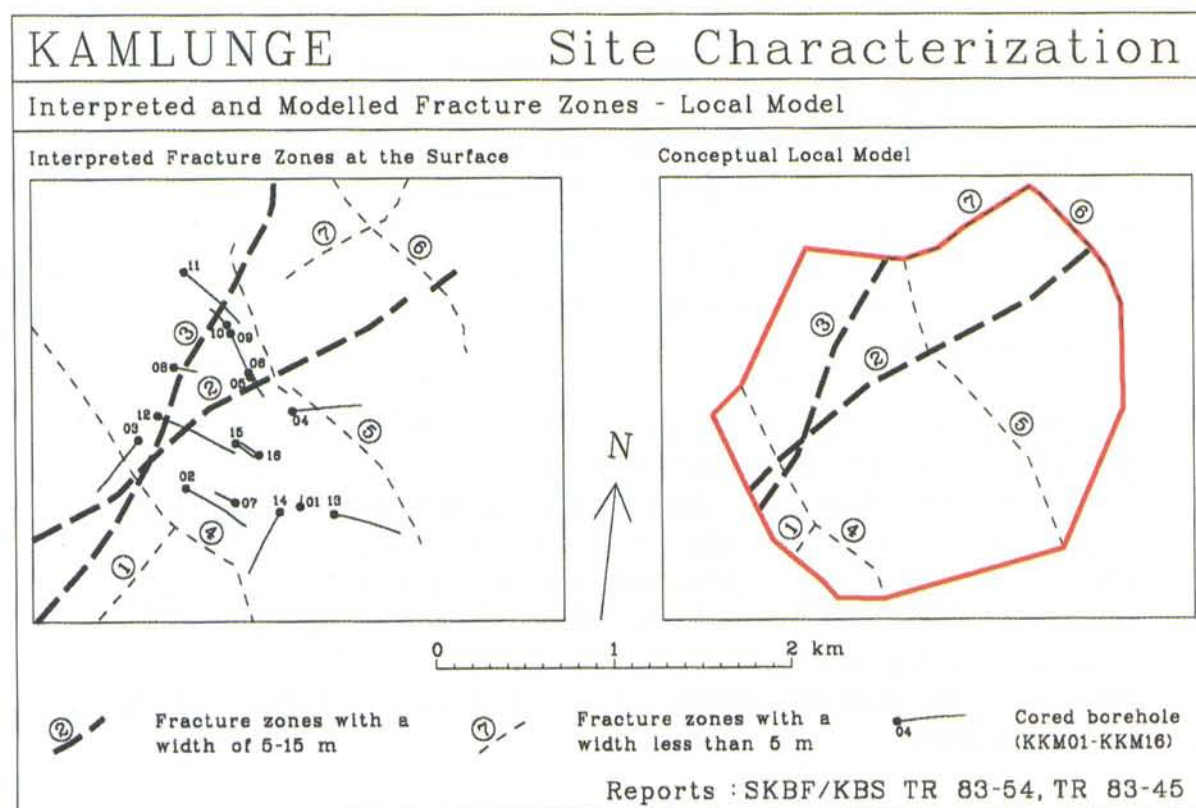 KAMLUNGE Site Characterization
Interpreted and Modelled Fracture Zones - Local Model
Interpreted Fracture Zones at the Surface
Conceptual Local Model
7
6
11
3
10
09
08
06
05
2
12
04
03
15
16
5
02
07
14
01
13
4
1
7
6
3
2
5
1
4
N
0 1 2 km
2
Fracture zones with a
width of 5-15 m
7
Fracture zones with a
width less than 5 m
04
Cored borehole
(KKM01-KKM16)
Reports : SKBF/KBS TR 83-54, TR 83-45